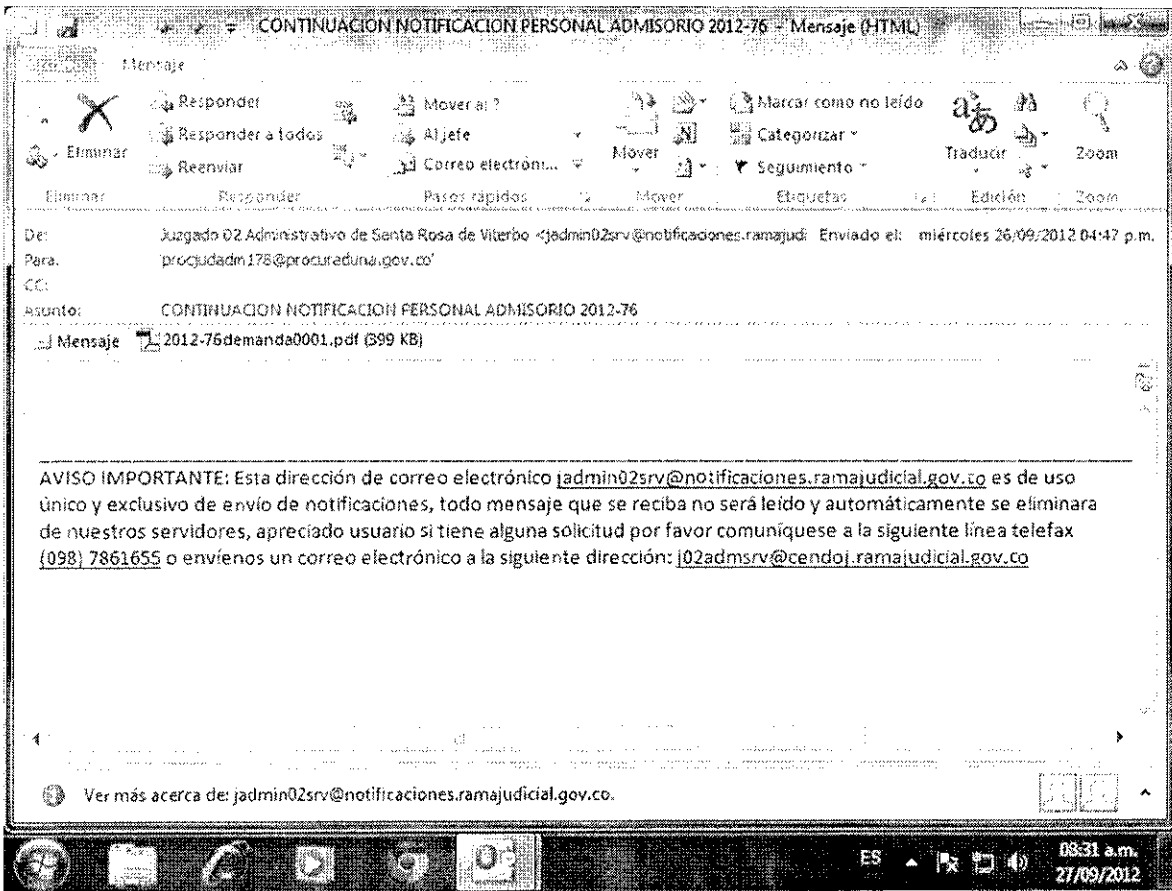 CONTINUACION NOTIFICACION PERSONAL ADMISORIO 2012-76 - Mensaje (HTML)
Mensaje
Eliminar
Responder
Responder a todos
Reenviar
Mover a: ?
Al jefe
Correo electróni...
Mover
Marcar como no leído
Categorizar
Seguimiento
Traducir
Zoom
Eliminar Responder Pasos rápidos Mover Etiquetas Edición Zoom
De: Juzgado 02 Administrativo de Santa Rosa de Viterbo <jadmin02srv@notificaciones.ramajudi Enviado el: miércoles 26/09/2012 04:47 p.m.
Para: 'procjudadm178@procuraduria.gov.co'
CC:
Asunto: CONTINUACION NOTIFICACION PERSONAL ADMISORIO 2012-76
Mensaje 2012-76demanda0001.pdf (399 KB)
AVISO IMPORTANTE: Esta dirección de correo electrónico jadmin02srv@notificaciones.ramajudicial.gov.co es de uso
único y exclusivo de envío de notificaciones, todo mensaje que se reciba no será leído y automáticamente se eliminara
de nuestros servidores, apreciado usuario si tiene alguna solicitud por favor comuníquese a la siguiente línea telefax
(098) 7861655 o envíenos un correo electrónico a la siguiente dirección: j02admsrv@cendoj.ramajudicial.gov.co
Ver más acerca de: jadmin02srv@notificaciones.ramajudicial.gov.co.
ES
08:31 a.m.
27/09/2012